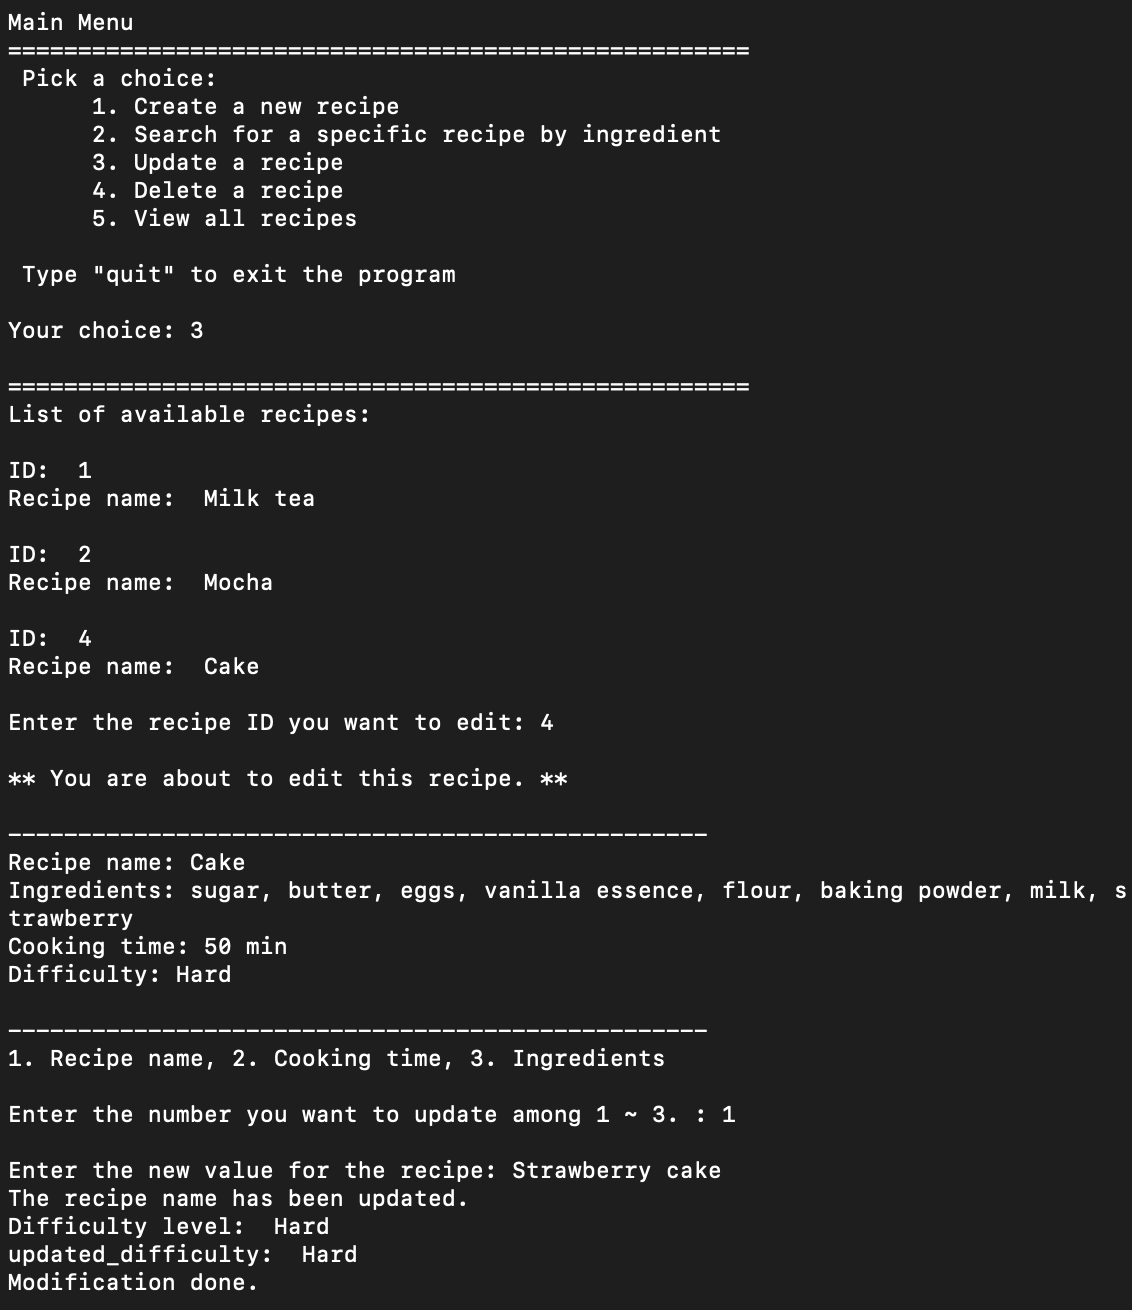 Main Menu
=====================================================
 Pick a choice:
      1. Create a new recipe
      2. Search for a specific recipe by ingredient
      3. Update a recipe
      4. Delete a recipe
      5. View all recipes

 Type "quit" to exit the program

Your choice: 3

=====================================================
List of available recipes:

ID:  1
Recipe name:  Milk tea

ID:  2
Recipe name:  Mocha

ID:  4
Recipe name:  Cake

Enter the recipe ID you want to edit: 4

** You are about to edit this recipe. **

--------------------------------------------------
Recipe name: Cake
Ingredients: sugar, butter, eggs, vanilla essence, flour, baking powder, milk, s
trawberry
Cooking time: 50 min
Difficulty: Hard

--------------------------------------------------
1. Recipe name, 2. Cooking time, 3. Ingredients

Enter the number you want to update among 1 ~ 3. : 1

Enter the new value for the recipe: Strawberry cake
The recipe name has been updated.
Difficulty level:  Hard
updated_difficulty:  Hard
Modification done.